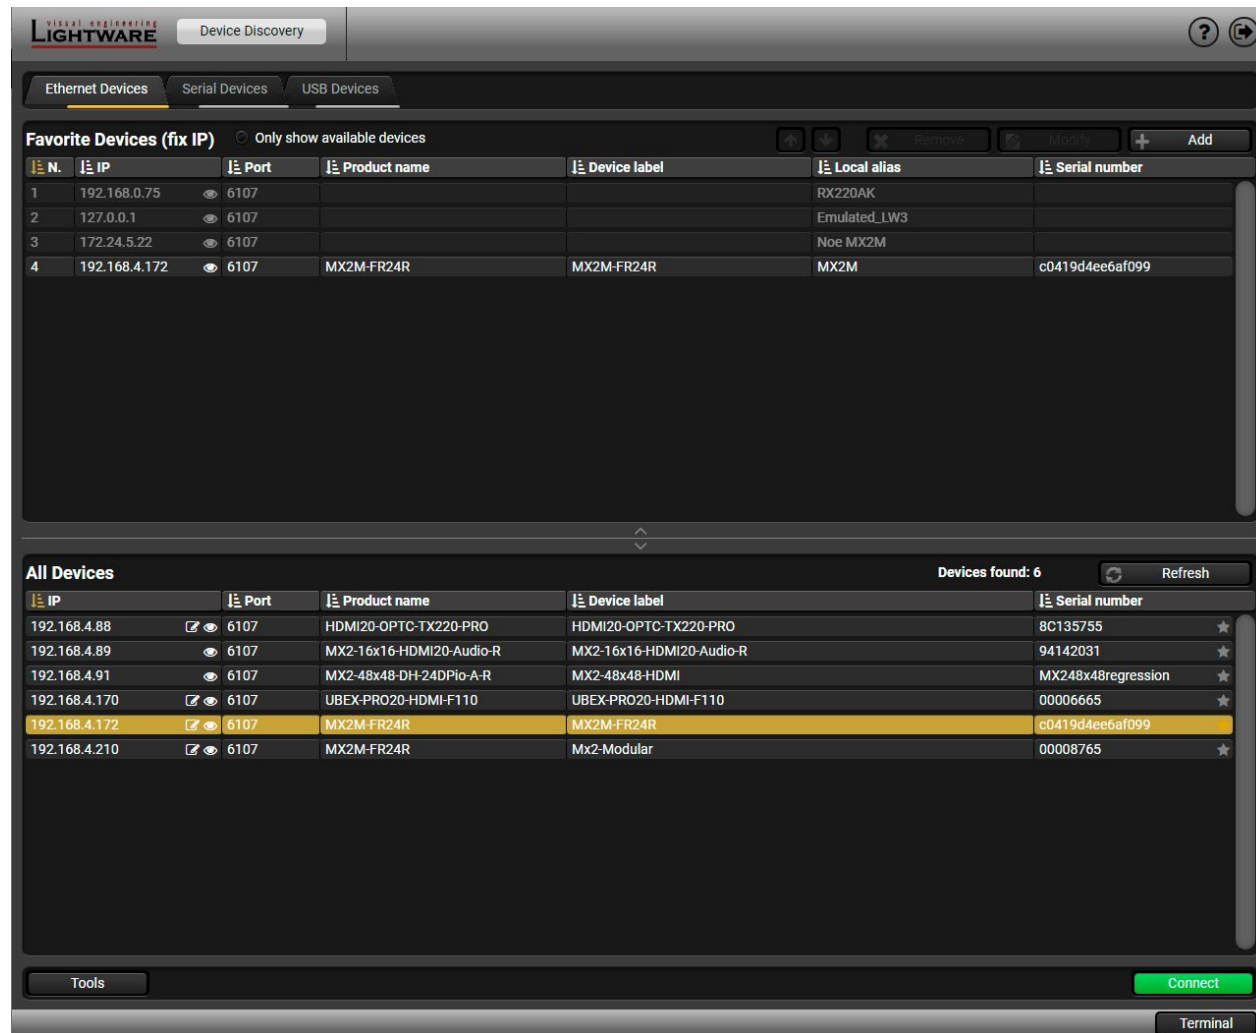 visual engineering
LIGHTWARE
Device Discovery
?
Ethernet Devices Serial Devices USB Devices
Favorite Devices (fix IP) Only show available devices Remove Modify Add
N. IP Port Product name Device label Local alias Serial number
1 192.168.0.75 6107 RX220AK
2 127.0.0.1 6107 Emulated_LW3
3 172.24.5.22 6107 Noe MX2M
4 192.168.4.172 6107 MX2M-FR24R MX2M-FR24R MX2M c0419d4ee6af099
All Devices Devices found: 6 Refresh
IP Port Product name Device label Serial number
192.168.4.88 6107 HDMI20-OPTC-TX220-PRO HDMI20-OPTC-TX220-PRO 8C135755
192.168.4.89 6107 MX2-16x16-HDMI20-Audio-R MX2-16x16-HDMI20-Audio-R 94142031
192.168.4.91 6107 MX2-48x48-DH-24DPio-A-R MX2-48x48-HDMI MX248x48regression
192.168.4.170 6107 UBEX-PRO20-HDMI-F110 UBEX-PRO20-HDMI-F110 00006665
192.168.4.172 6107 MX2M-FR24R MX2M-FR24R c0419d4ee6af099
192.168.4.210 6107 MX2M-FR24R Mx2-Modular 00008765
Tools Connect
Terminal